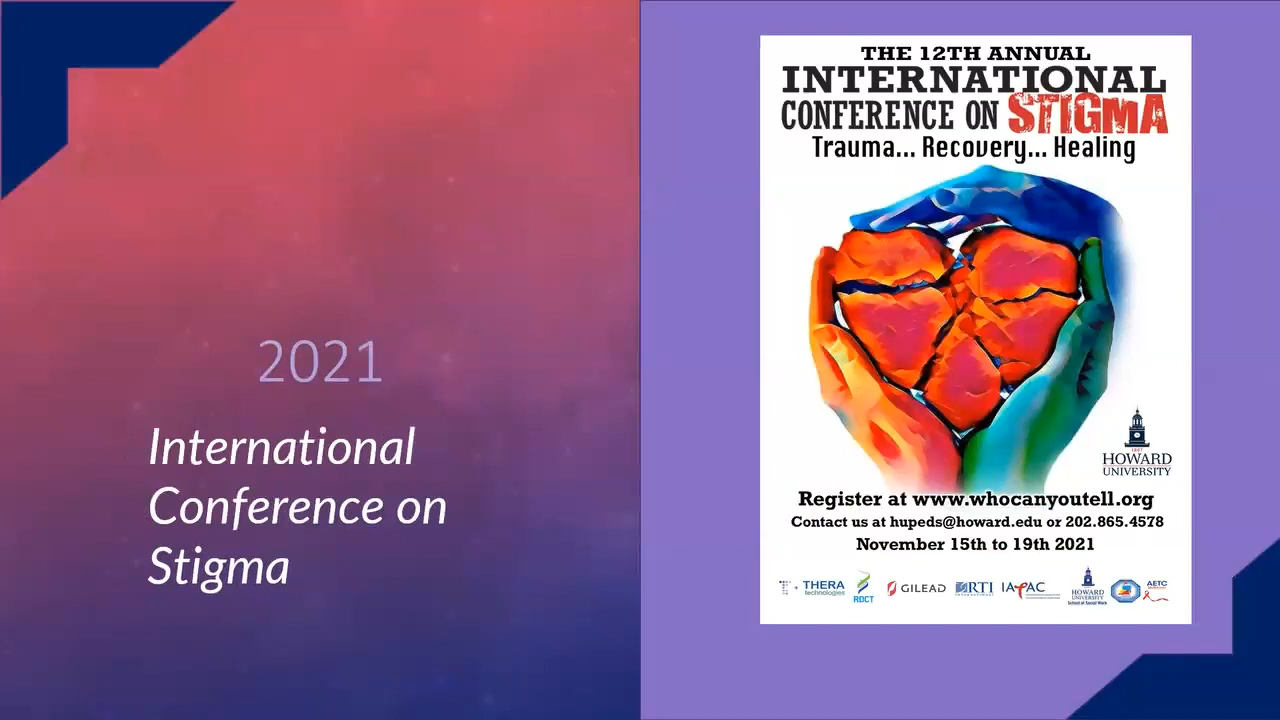 2021
International
Conference on
Stigma
THE 12TH ANNUAL
INTERNATIONAL
CONFERENCE ON STIGMA
Trauma... Recovery... Healing
1867
HOWARD
UNIVERSITY
Register at www.whocanyoutell.org
Contact us at hupeds@howard.edu or 202.865.4578
November 15th to 19th 2021
THERA
technologies
RDCT
GILEAD
RTI
INTERNATIONAL
IAPAC
HOWARD
UNIVERSITY
School of Social Work
AETC